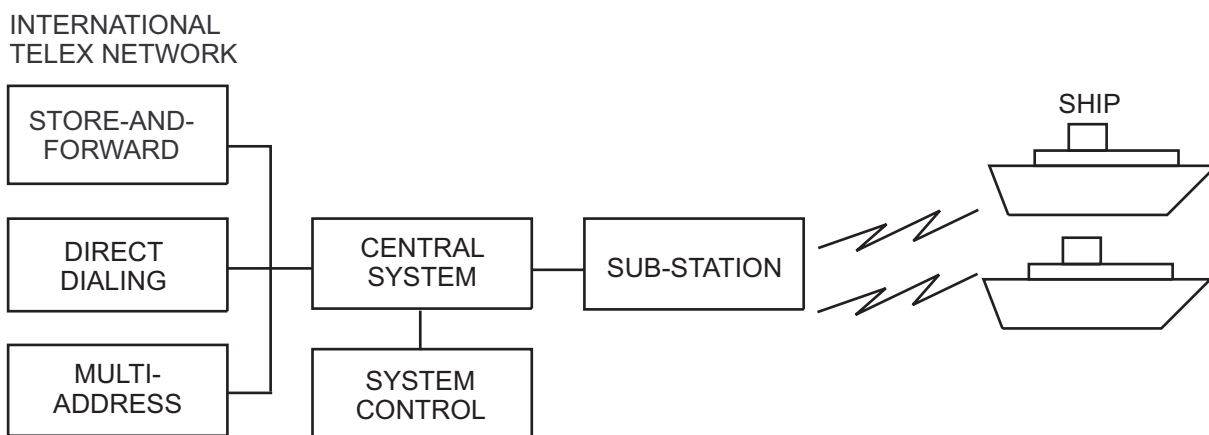 INTERNATIONAL
TELEX NETWORK
STORE-AND-
FORWARD
DIRECT
DIALING
MULTI-
ADDRESS
CENTRAL
SYSTEM
SYSTEM
CONTROL
SUB-STATION
SHIP